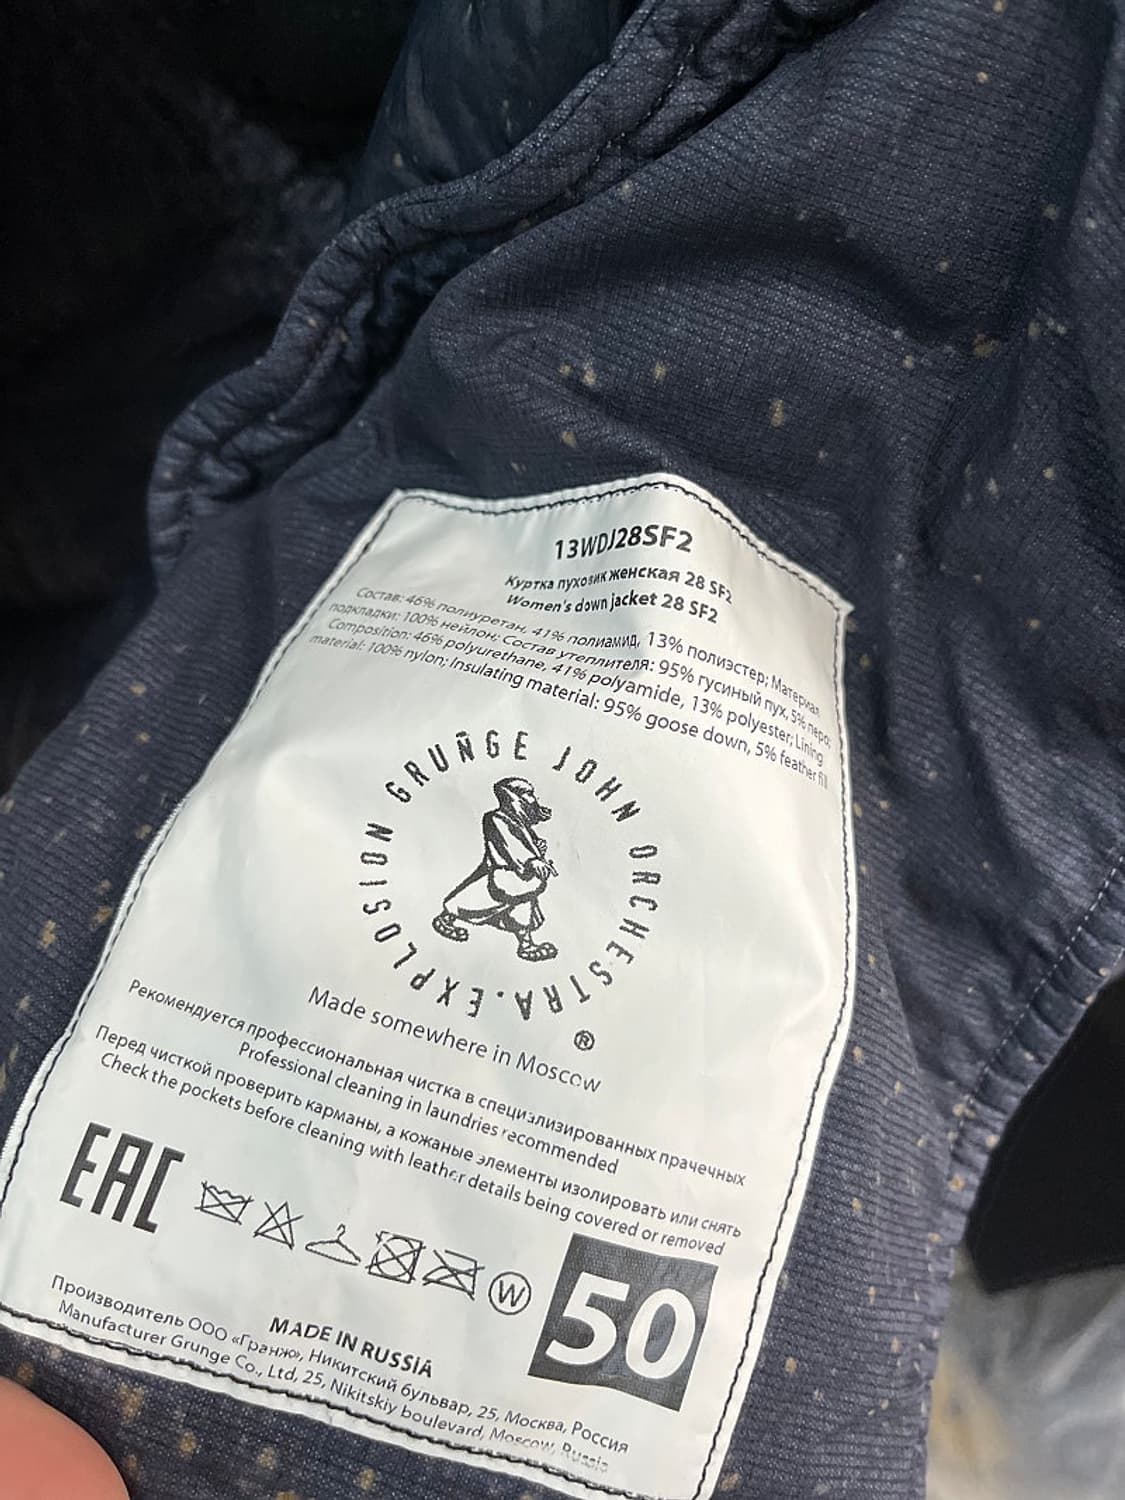 13WDJ28SF2
Куртка пуховик женская 28 SF2
Women's down jacket 28 SF2
Состав: 46% полиуретан, 41% полиамид, 13% полиэстер; Материал
подкладки: 100% нейлон; Состав утеплителя: 95% гусиный пух, 5% перо;
Composition: 46% polyurethane, 41% polyamide, 13% polyester; Lining
material: 100% nylon; Insulating material: 95% goose down, 5% feather fill
GRUÑGE JOHN ORCHESTRA. EXPLOSION
®
Made somewhere in Moscow
Рекомендуется профессиональная чистка в специализированных прачечных
Professional cleaning in laundries recommended
Перед чисткой проверить карманы, а кожаные элементы изолировать или снять
Check the pockets before cleaning with leather details being covered or removed
EAC
W
50
MADE IN RUSSIA
Производитель ООО «Гранж», Никитский бульвар, 25, Москва, Россия
Manufacturer Grunge Co., Ltd, 25, Nikitskiy boulevard, Moscow, Russia